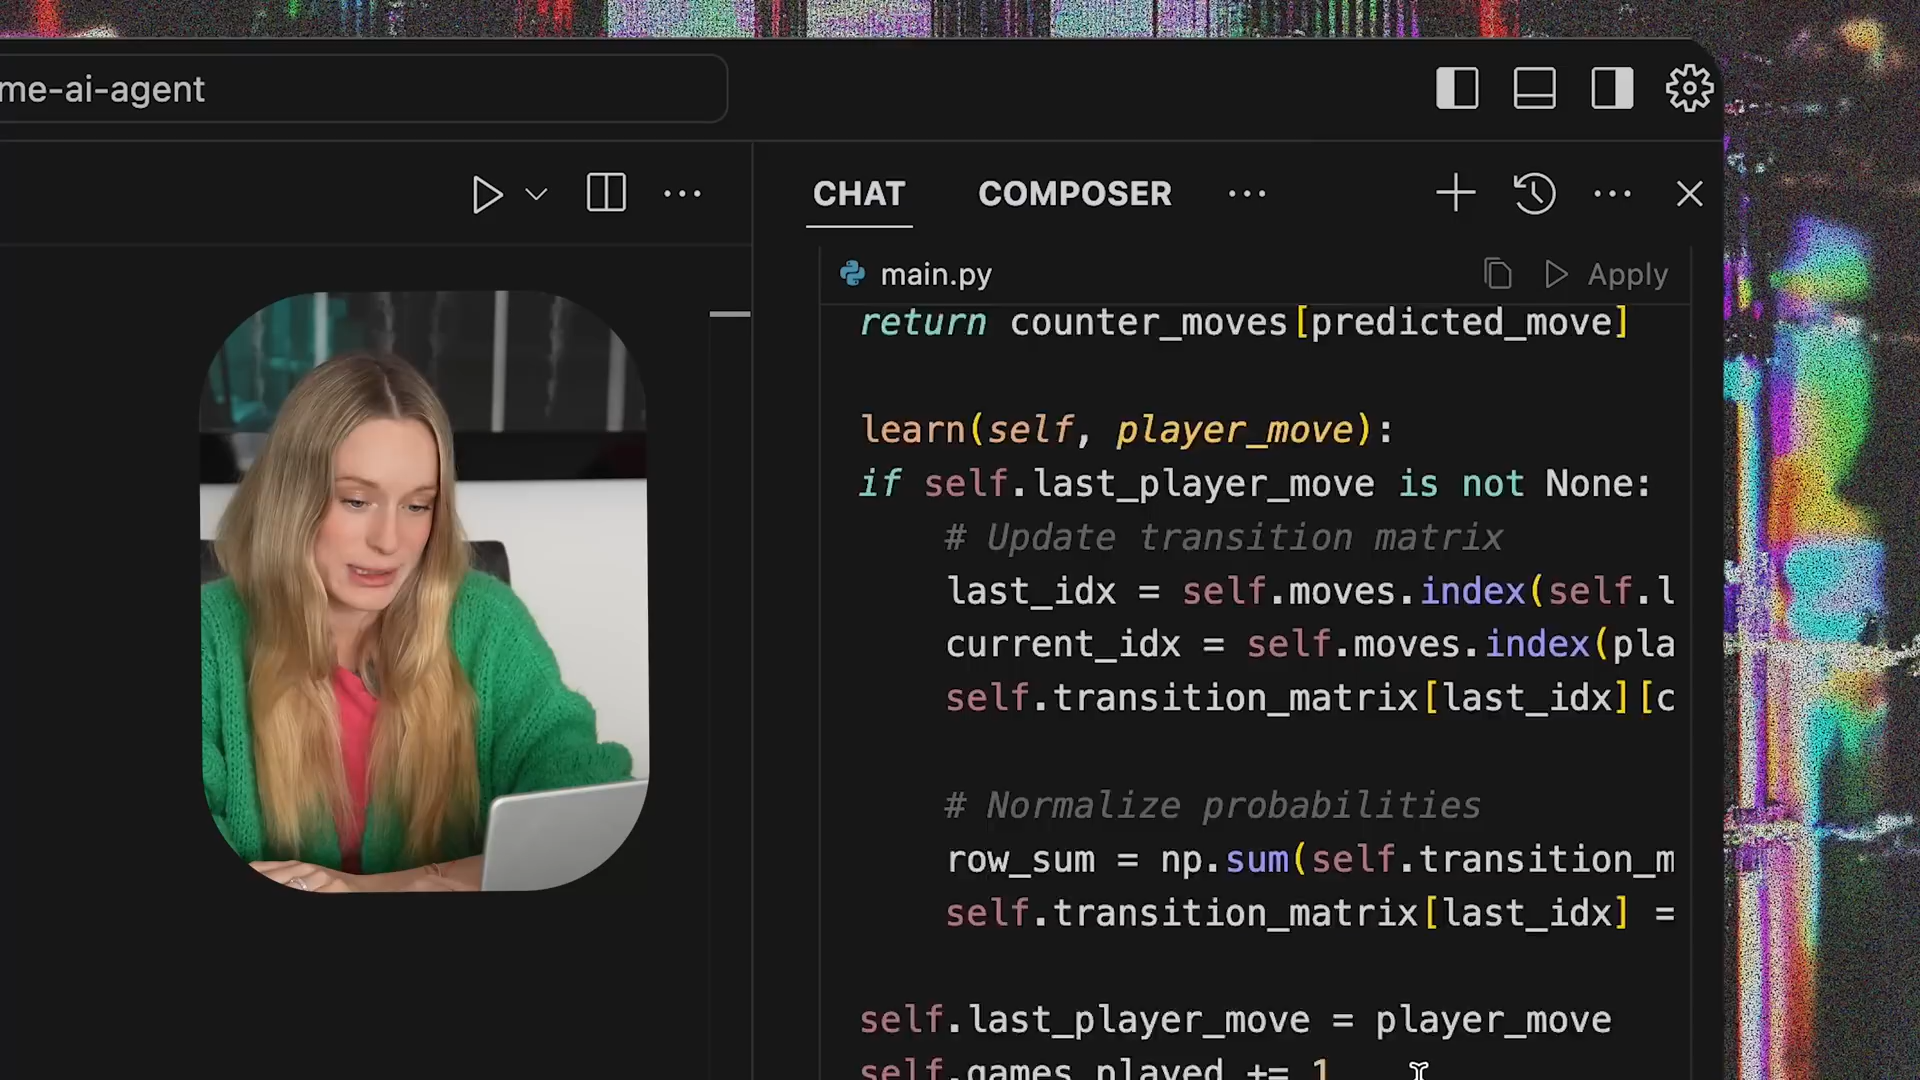 me-ai-agent
CHAT COMPOSER
main.py
Apply
return counter_moves[predicted_move]
learn(self, player_move):
if self.last_player_move is not None:
# Update transition matrix
last_idx = self.moves.index(self.l
current_idx = self.moves.index(pla
self.transition_matrix[last_idx][c
# Normalize probabilities
row_sum = np.sum(self.transition_m
self.transition_matrix[last_idx] =
self.last_player_move = player_move
self.games_played += 1